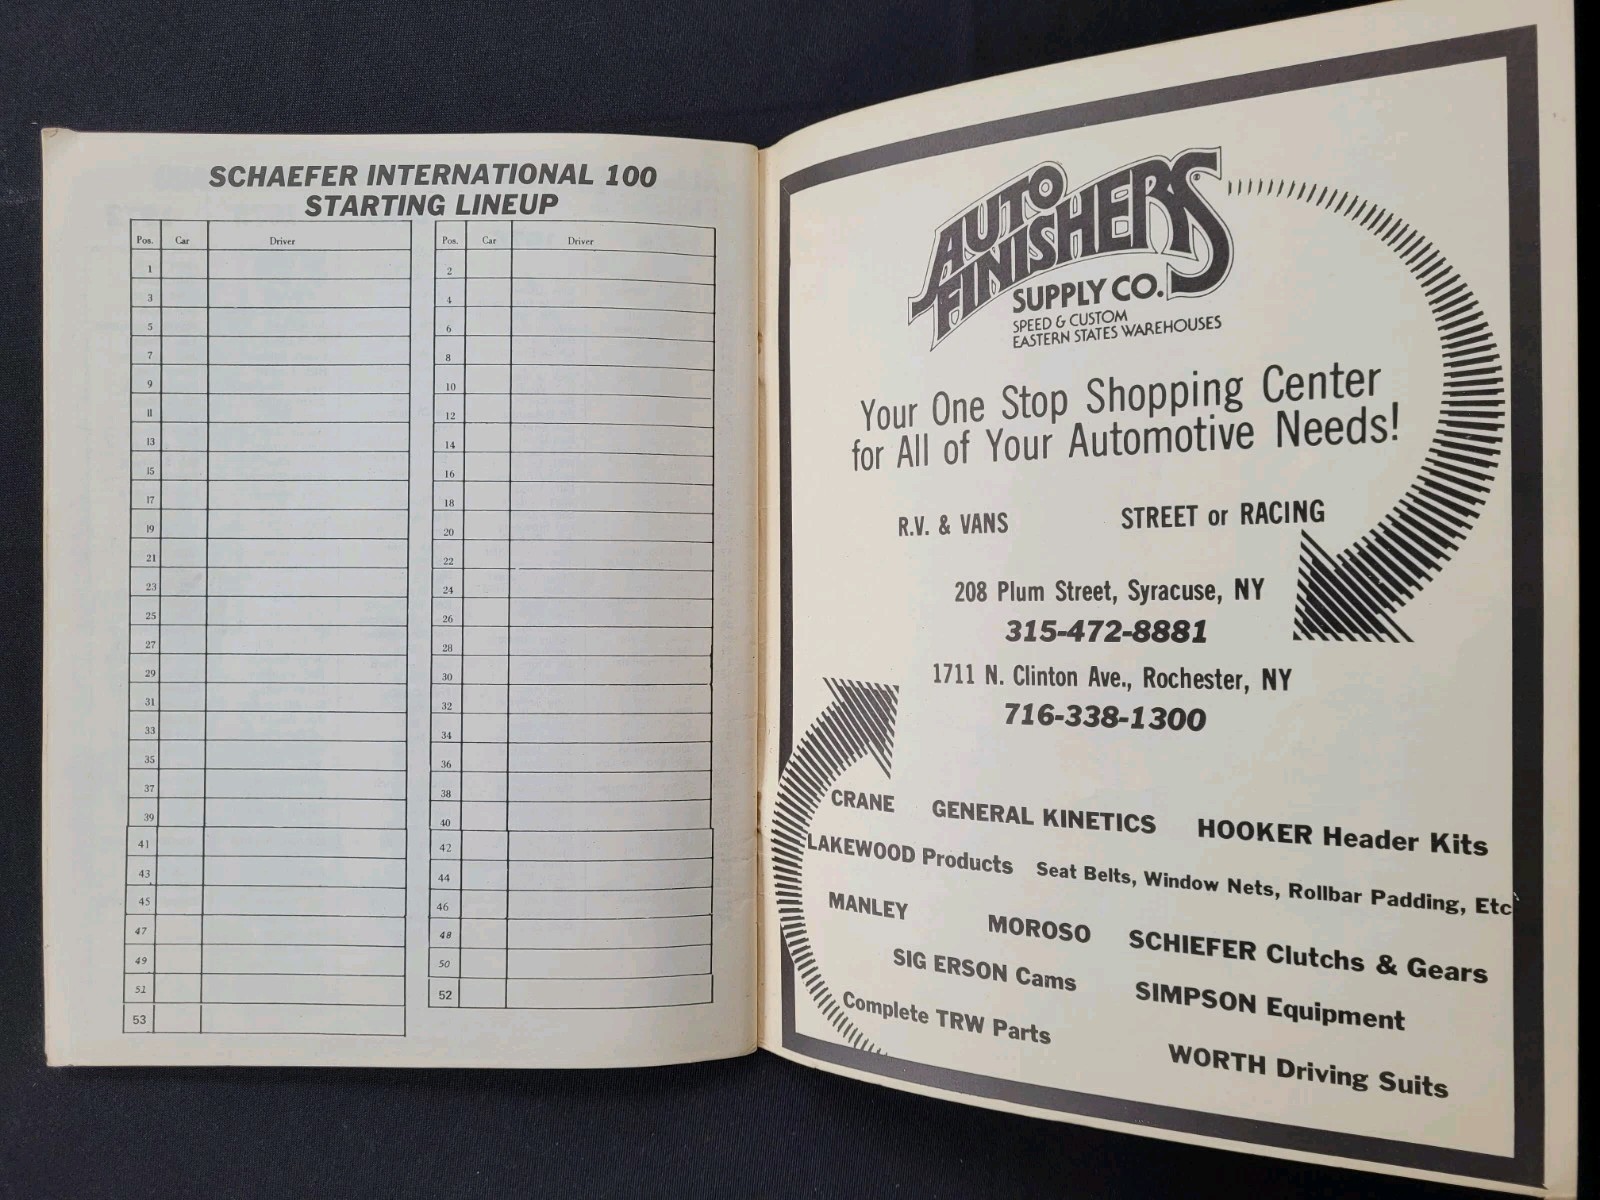 SCHAEFER INTERNATIONAL 100
STARTING LINEUP
Pos. Car Driver Pos. Car Driver
1 2
3 4
5 6
7 8
9 10
11 12
13 14
15 16
17 18
19 20
21 22
23 24
25 26
27 28
29 30
31 32
33 34
35 36
37 38
39 40
41 42
43 44
45 46
47 48
49 50
51 52
53
AUTO
FINISHERS
SUPPLY CO.
SPEED & CUSTOM
EASTERN STATES WAREHOUSES
Your One Stop Shopping Center
for All of Your Automotive Needs!
R.V. & VANS STREET or RACING
208 Plum Street, Syracuse, NY
315-472-8881
1711 N. Clinton Ave., Rochester, NY
716-338-1300
CRANE GENERAL KINETICS HOOKER Header Kits
LAKEWOOD Products Seat Belts, Window Nets, Rollbar Padding, Etc
MANLEY MOROSO SCHIEFER Clutchs & Gears
SIG ERSON Cams SIMPSON Equipment
Complete TRW Parts WORTH Driving Suits